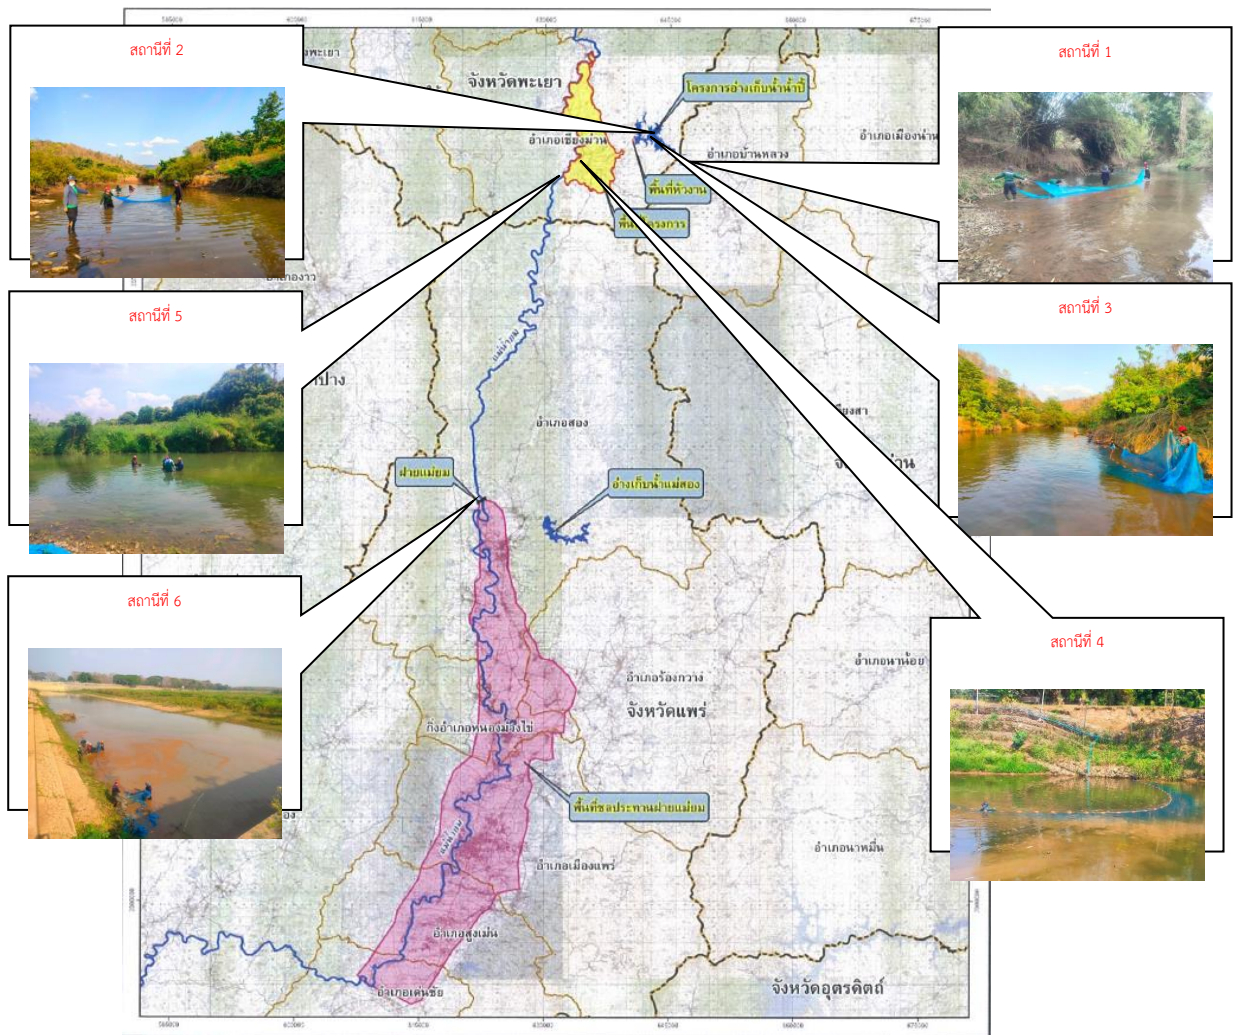 สถานีที่ 2
สถานีที่ 1
จังหวัดพะเยา
โครงการอ่างเก็บน้ำน้ำปี้
อำเภอเชียงม่วน
อำเภอเมืองน่าน
อำเภอบ้านหลวง
พื้นที่หัวงาน
สถานีที่ 5
สถานีที่ 3
แม่น้ำยม
อำเภอสอง
ฝายแม่ยม
อ่างเก็บน้ำแม่สอง
สถานีที่ 6
สถานีที่ 4
อำเภอร้องกวาง
อำเภอนาน้อย
จังหวัดแพร่
กิ่งอำเภอหนองม่วงไข่
พื้นที่ชลประทานฝายแม่ยม
แม่น้ำยม
อำเภอเมืองแพร่
อำเภอนาหมื่น
อำเภอสูงเม่น
อำเภอเด่นชัย
จังหวัดอุตรดิตถ์